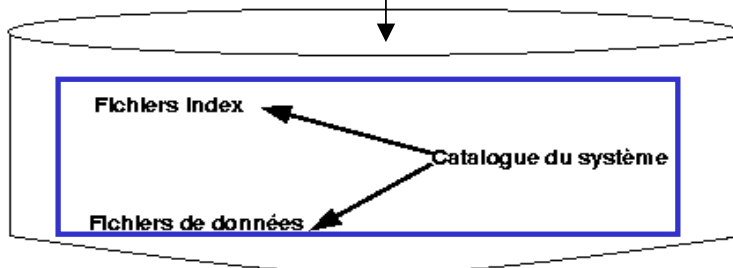 Fichiers index
Catalogue du système
Fichiers de données